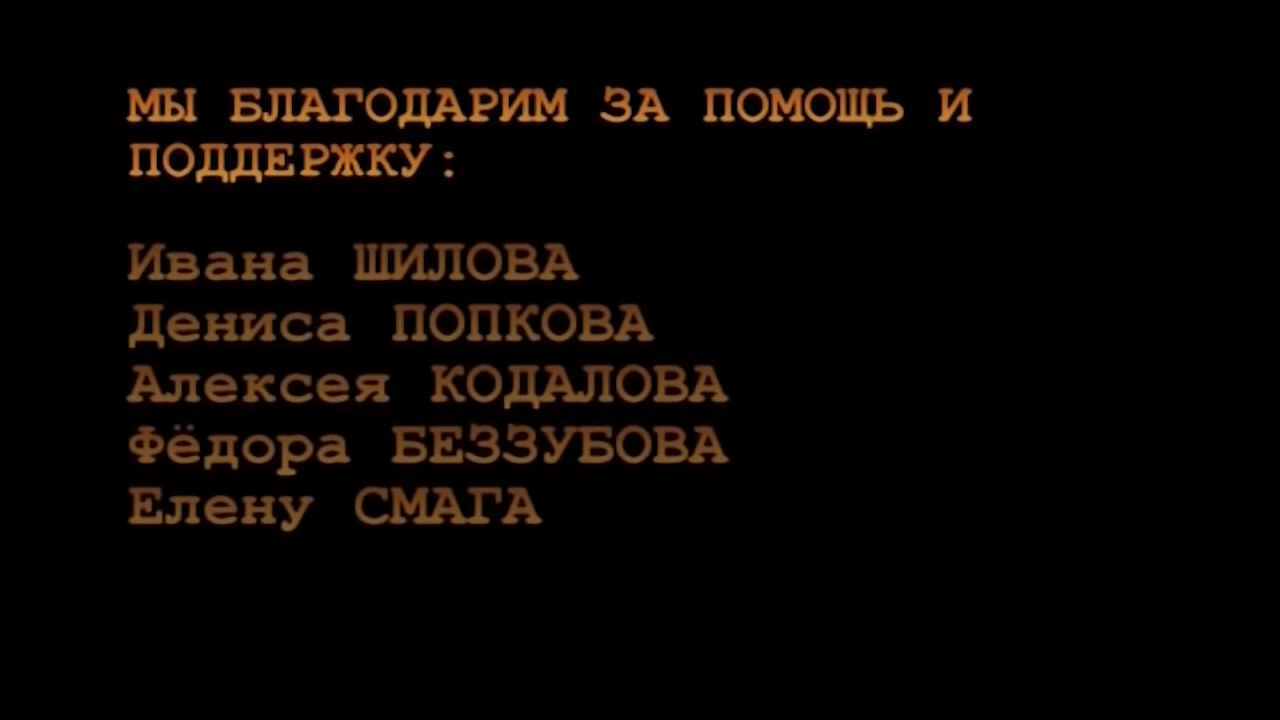 МЫ БЛАГОДАРИМ ЗА ПОМОЩЬ И
ПОДДЕРЖКУ:
Ивана ШИЛОВА
Дениса ПОПКОВА
Алексея КОДАЛОВА
Фёдора БЕЗЗУБОВА
Елену СМАГА